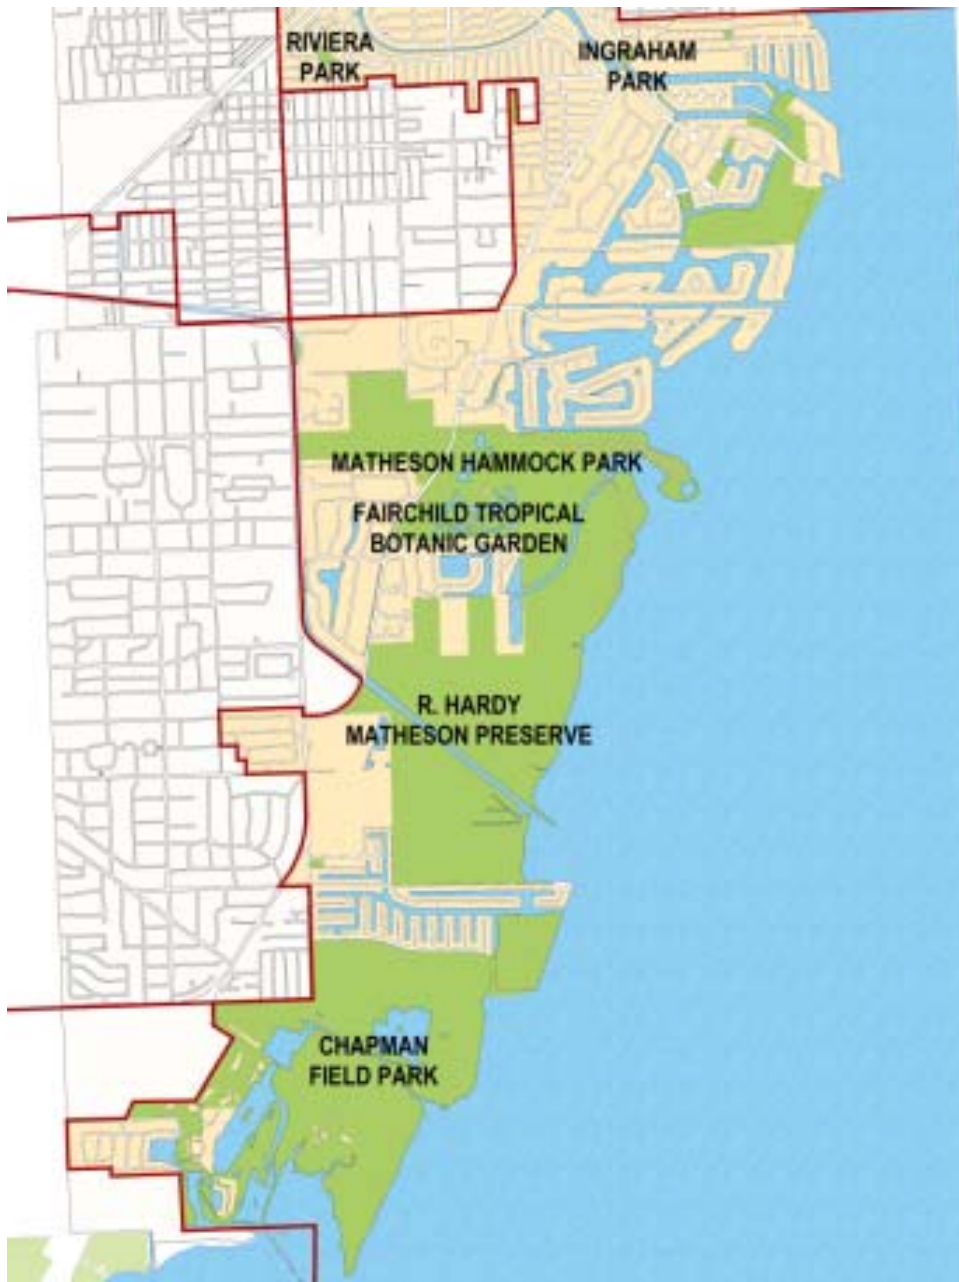 RIVIERA
PARK
INGRAHAM
PARK
MATHESON HAMMOCK PARK
FAIRCHILD TROPICAL
BOTANIC GARDEN
R. HARDY
MATHESON PRESERVE
CHAPMAN
FIELD PARK